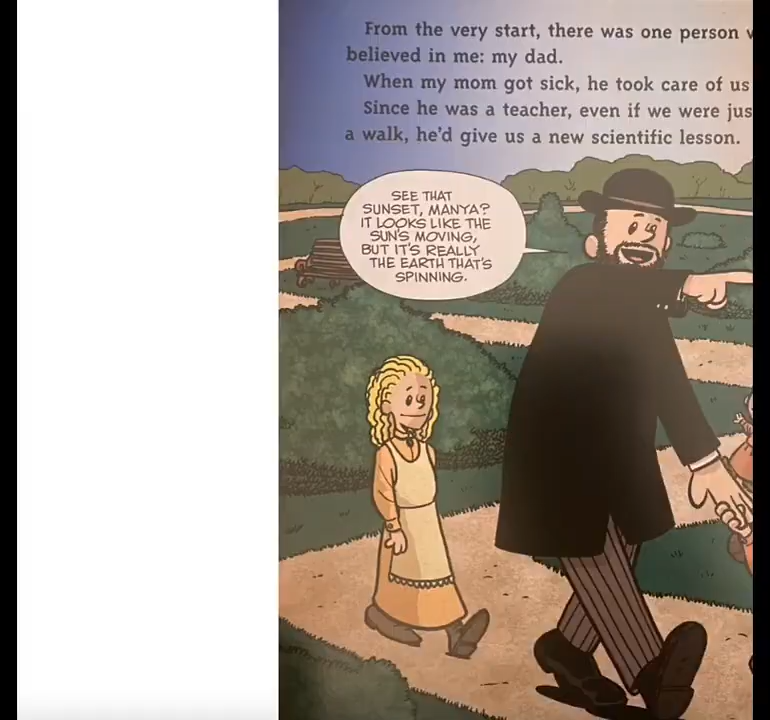 From the very start, there was one person
believed in me: my dad.
When my mom got sick, he took care of us
Since he was a teacher, even if we were
a walk, he'd give us a new scientific lesson.
SEE THAT
SUNSET, MANYA?
IT LOOKS LIKE THE
SUN'S MOVING,
BUT IT'S REALLY
THE EARTH THAT'S
SPINNING.